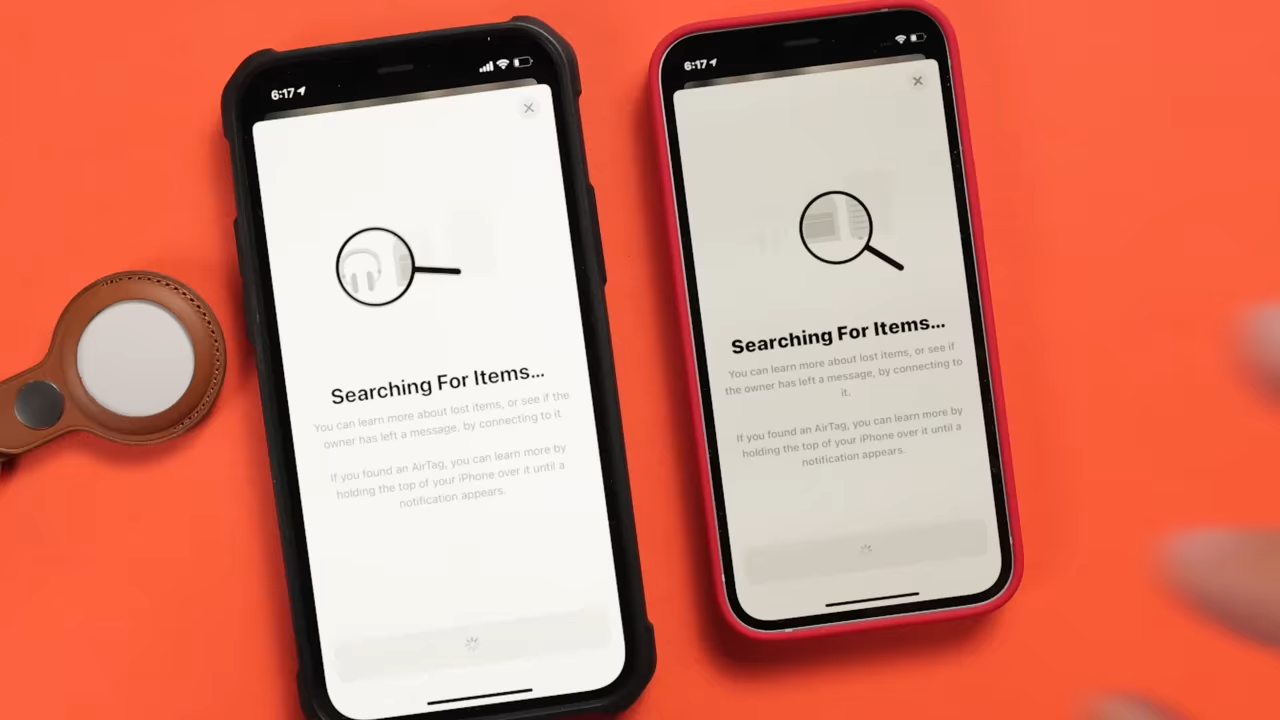 6:17
Searching For Items...
You can learn more about lost items, or see if the
owner has left a message, by connecting to it.
If you found an AirTag, you can learn more by
holding the top of your iPhone over it until a
notification appears.
6:17
Searching For Items...
You can learn more about lost items, or see if
the owner has left a message, by connecting to
it.
If you found an AirTag, you can learn more by
holding the top of your iPhone over it until a
notification appears.